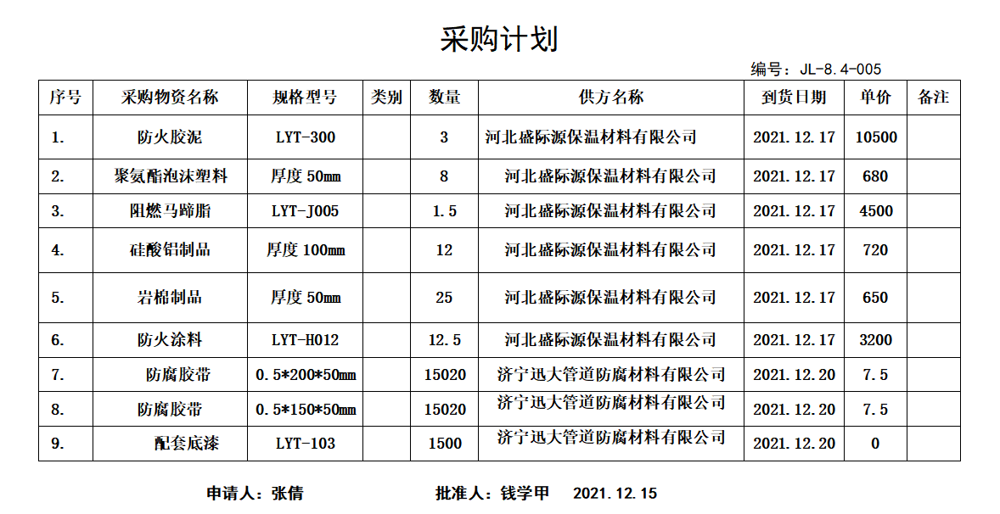 采购计划
编号：JL-8.4-005
序号 采购物资名称 规格型号 类别 数量 供方名称 到货日期 单价 备注
1. 防火胶泥 LYT-300 3 河北盛际源保温材料有限公司 2021.12.17 10500
2. 聚氨酯泡沫塑料 厚度50mm 8 河北盛际源保温材料有限公司 2021.12.17 680
3. 阻燃马蹄脂 LYT-J005 1.5 河北盛际源保温材料有限公司 2021.12.17 4500
4. 硅酸铝制品 厚度100mm 12 河北盛际源保温材料有限公司 2021.12.17 720
5. 岩棉制品 厚度50mm 25 河北盛际源保温材料有限公司 2021.12.17 650
6. 防火涂料 LYT-H012 12.5 河北盛际源保温材料有限公司 2021.12.17 3200
7. 防腐胶带 0.5*200*50mm 15020 济宁迅大管道防腐材料有限公司 2021.12.20 7.5
8. 防腐胶带 0.5*150*50mm 15020 济宁迅大管道防腐材料有限公司 2021.12.20 7.5
9. 配套底漆 LYT-103 1500 济宁迅大管道防腐材料有限公司 2021.12.20 0
申请人：张倩 批准人：钱学甲 2021.12.15